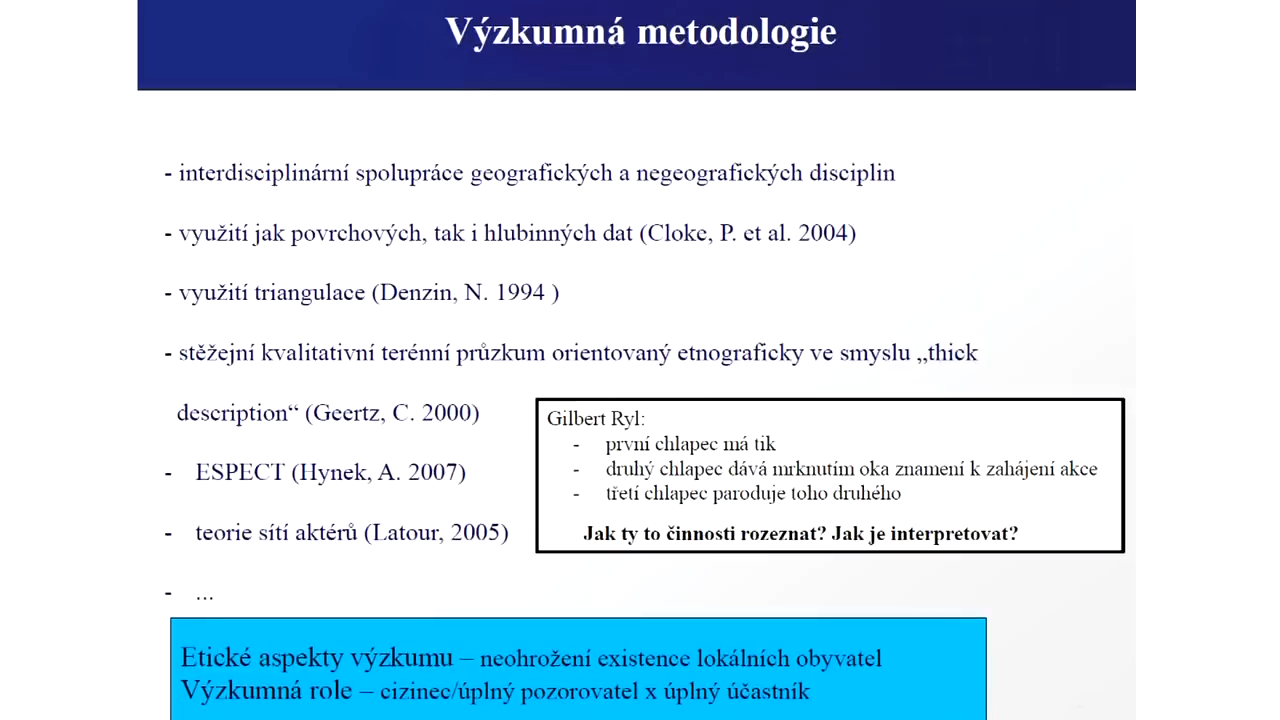 Výzkumná metodologie
- interdisciplinární spolupráce geografických a negeografických disciplin
- využití jak povrchových, tak i hlubinných dat (Cloke, P. et al. 2004)
- využití triangulace (Denzin, N. 1994 )
- stěžejní kvalitativní terénní průzkum orientovaný etnograficky ve smyslu „thick
description“ (Geertz, C. 2000)
- ESPECT (Hynek, A. 2007)
- teorie sítí aktérů (Latour, 2005)
- ...
Gilbert Ryl:
- první chlapec má tik
- druhý chlapec dává mrknutím oka znamení k zahájení akce
- třetí chlapec paroduje toho druhého
Jak ty to činnosti rozeznat? Jak je interpretovat?
Etické aspekty výzkumu – neohrožení existence lokálních obyvatel
Výzkumná role – cizinec/úplný pozorovatel x úplný účastník